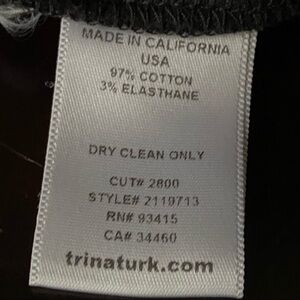 MADE IN CALIFORNIA
USA
97% COTTON
3% ELASTHANE
DRY CLEAN ONLY
CUT# 2800
STYLE# 2119713
RN# 93415
CA# 34460
trinaturk.com